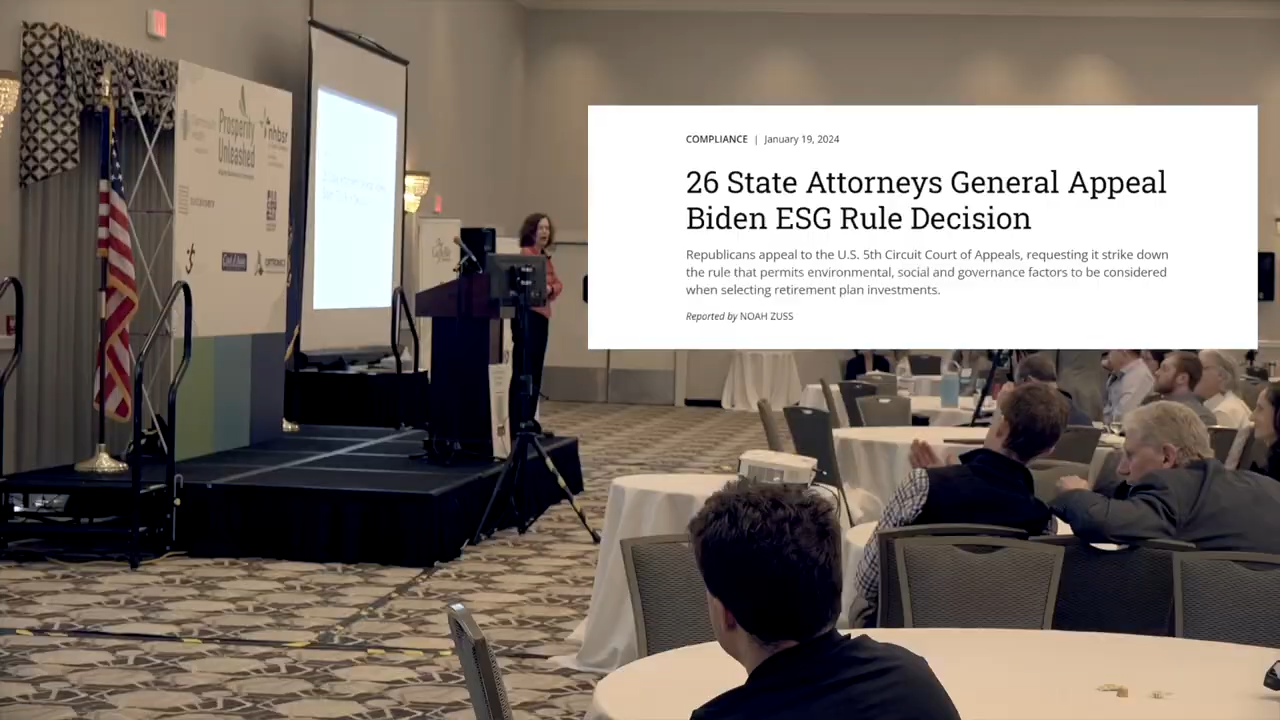 Prosperity
Unleashed
nhbsr
COMPLIANCE | January 19, 2024
26 State Attorneys General Appeal
Biden ESG Rule Decision
Republicans appeal to the U.S. 5th Circuit Court of Appeals, requesting it strike down
the rule that permits environmental, social and governance factors to be considered
when selecting retirement plan investments.
Reported by NOAH ZUSS